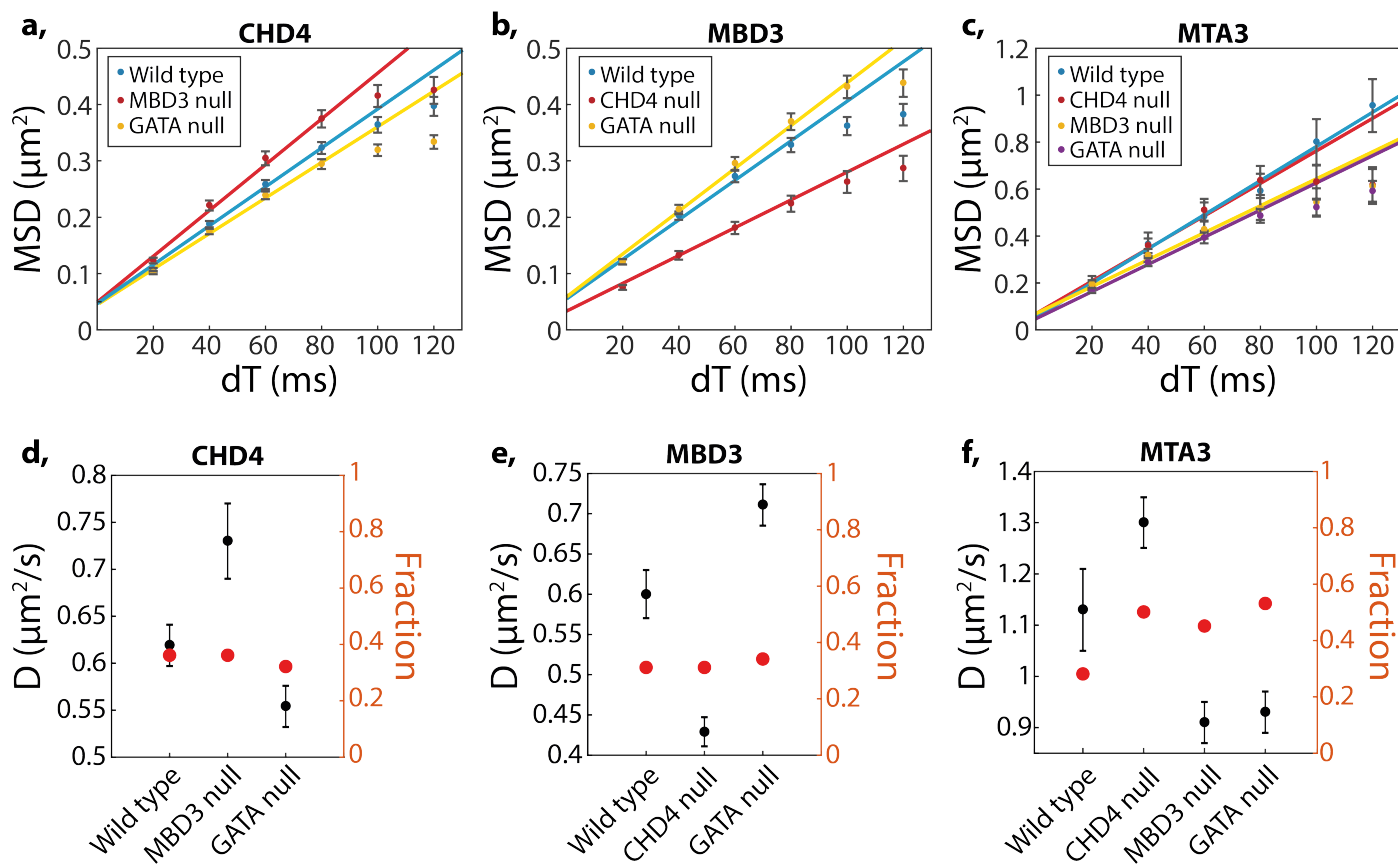 a,
CHD4
MSD (μm²)
0.5
0.4
0.3
0.2
0.1
0
Wild type
MBD3 null
GATA null
20 40 60 80 100 120
dT (ms)
b,
MBD3
MSD (μm²)
0.5
0.4
0.3
0.2
0.1
0
Wild type
CHD4 null
GATA null
20 40 60 80 100 120
dT (ms)
c,
MTA3
MSD (μm²)
1.2
1
0.8
0.6
0.4
0.2
0
Wild type
CHD4 null
MBD3 null
GATA null
20 40 60 80 100 120
dT (ms)
d,
CHD4
D (μm²/s)
0.8
0.75
0.7
0.65
0.6
0.55
0.5
1
0.8
0.6
0.4
0.2
0
Fraction
Wild type
MBD3 null
GATA null
e,
MBD3
D (μm²/s)
0.75
0.7
0.65
0.6
0.55
0.5
0.45
0.4
1
0.8
0.6
0.4
0.2
0
Fraction
Wild type
CHD4 null
GATA null
f,
MTA3
D (μm²/s)
1.4
1.3
1.2
1.1
1
0.9
1
0.8
0.6
0.4
0.2
0
Fraction
Wild type
CHD4 null
MBD3 null
GATA null